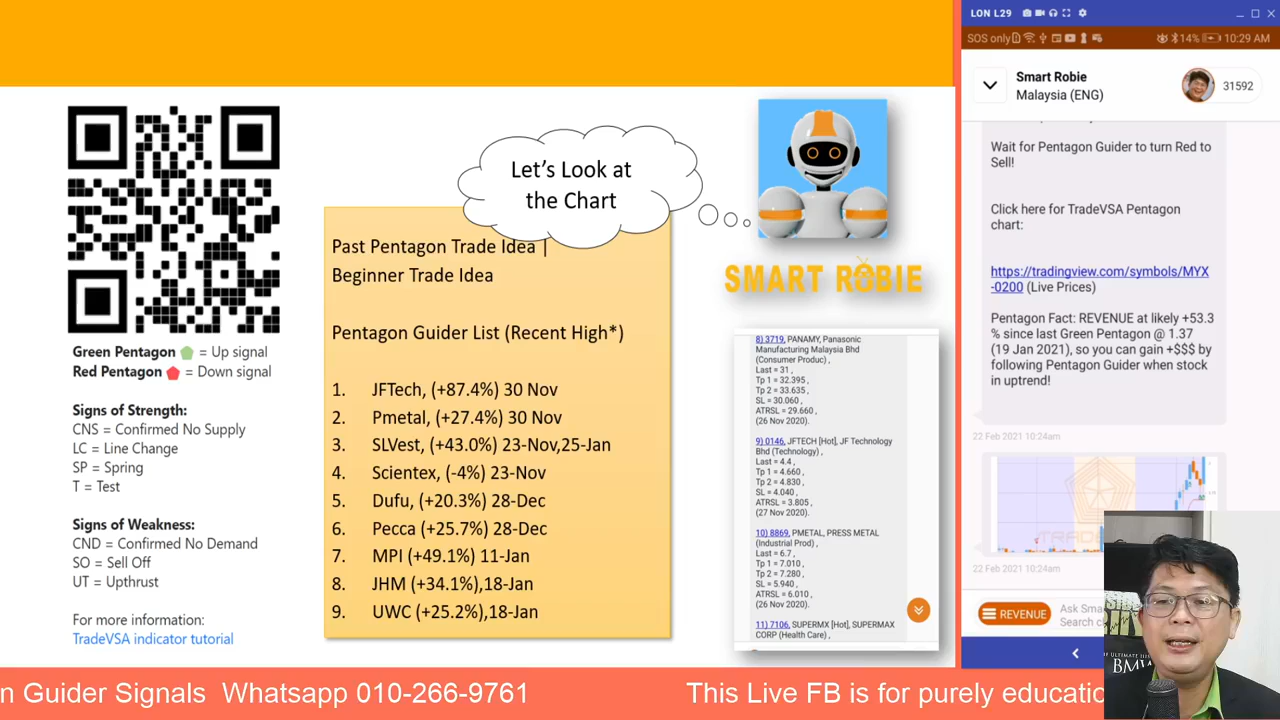 Green Pentagon = Up signal
Red Pentagon = Down signal
Signs of Strength:
CNS = Confirmed No Supply
LC = Line Change
SP = Spring
T = Test
Signs of Weakness:
CND = Confirmed No Demand
SO = Sell Off
UT = Upthrust
For more information:
TradeVSA indicator tutorial
Let's Look at
the Chart
Past Pentagon Trade Idea |
Beginner Trade Idea
Pentagon Guider List (Recent High*)
1. JFTech, (+87.4%) 30 Nov
2. Pmetal, (+27.4%) 30 Nov
3. SLVest, (+43.0%) 23-Nov,25-Jan
4. Scientex, (-4%) 23-Nov
5. Dufu, (+20.3%) 28-Dec
6. Pecca (+25.7%) 28-Dec
7. MPI (+49.1%) 11-Jan
8. JHM (+34.1%),18-Jan
9. UWC (+25.2%),18-Jan
SMART ROBIE
8) 3719, PANAMY, Panasonic
Manufacturing Malaysia Bhd
(Consumer Produc) ,
Last = 31 ,
Tp 1 = 32.395 ,
Tp 2 = 33.635 ,
SL = 30.060 ,
ATRSL = 29.660 ,
(26 Nov 2020).
9) 0146, JFTECH [Hot], JF Technology
Bhd (Technology) ,
Last = 4.4 ,
Tp 1 = 4.660 ,
Tp 2 = 4.830 ,
SL = 4.040 ,
ATRSL = 3.805 ,
(27 Nov 2020).
10) 8869, PMETAL, PRESS METAL
(Industrial Prod) ,
Last = 6.7 ,
Tp 1 = 7.010 ,
Tp 2 = 7.280 ,
SL = 5.940 ,
ATRSL = 6.010 ,
(26 Nov 2020).
11) 7106, SUPERMX [Hot], SUPERMAX
CORP (Health Care) ,
LON L29
SOS only
14%
10:29 AM
Smart Robie
Malaysia (ENG)
31592
Wait for Pentagon Guider to turn Red to
Sell!
Click here for TradeVSA Pentagon
chart:
https://tradingview.com/symbols/MYX
-0200 (Live Prices)
Pentagon Fact: REVENUE at likely +53.3
% since last Green Pentagon @ 1.37
(19 Jan 2021), so you can gain +$$$ by
following Pentagon Guider when stock
in uptrend!
22 Feb 2021 10:24am
22 Feb 2021 10:24am
REVENUE
Ask Sma
Search c
BMW
n Guider Signals Whatsapp 010-266-9761
This Live FB is for purely educatio